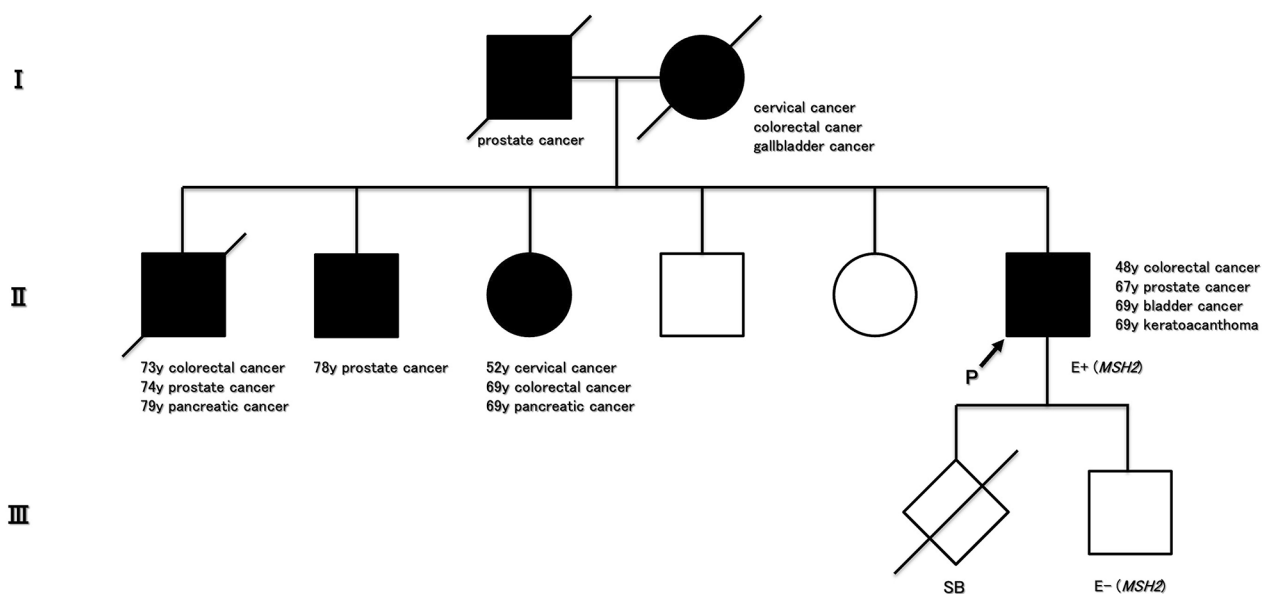 I
prostate cancer
cervical cancer
colorectal caner
gallbladder cancer
II
73y colorectal cancer
74y prostate cancer
79y pancreatic cancer
78y prostate cancer
52y cervical cancer
69y colorectal cancer
69y pancreatic cancer
48y colorectal cancer
67y prostate cancer
69y bladder cancer
69y keratoacanthoma
P
E+ (MSH2)
III
SB
E− (MSH2)